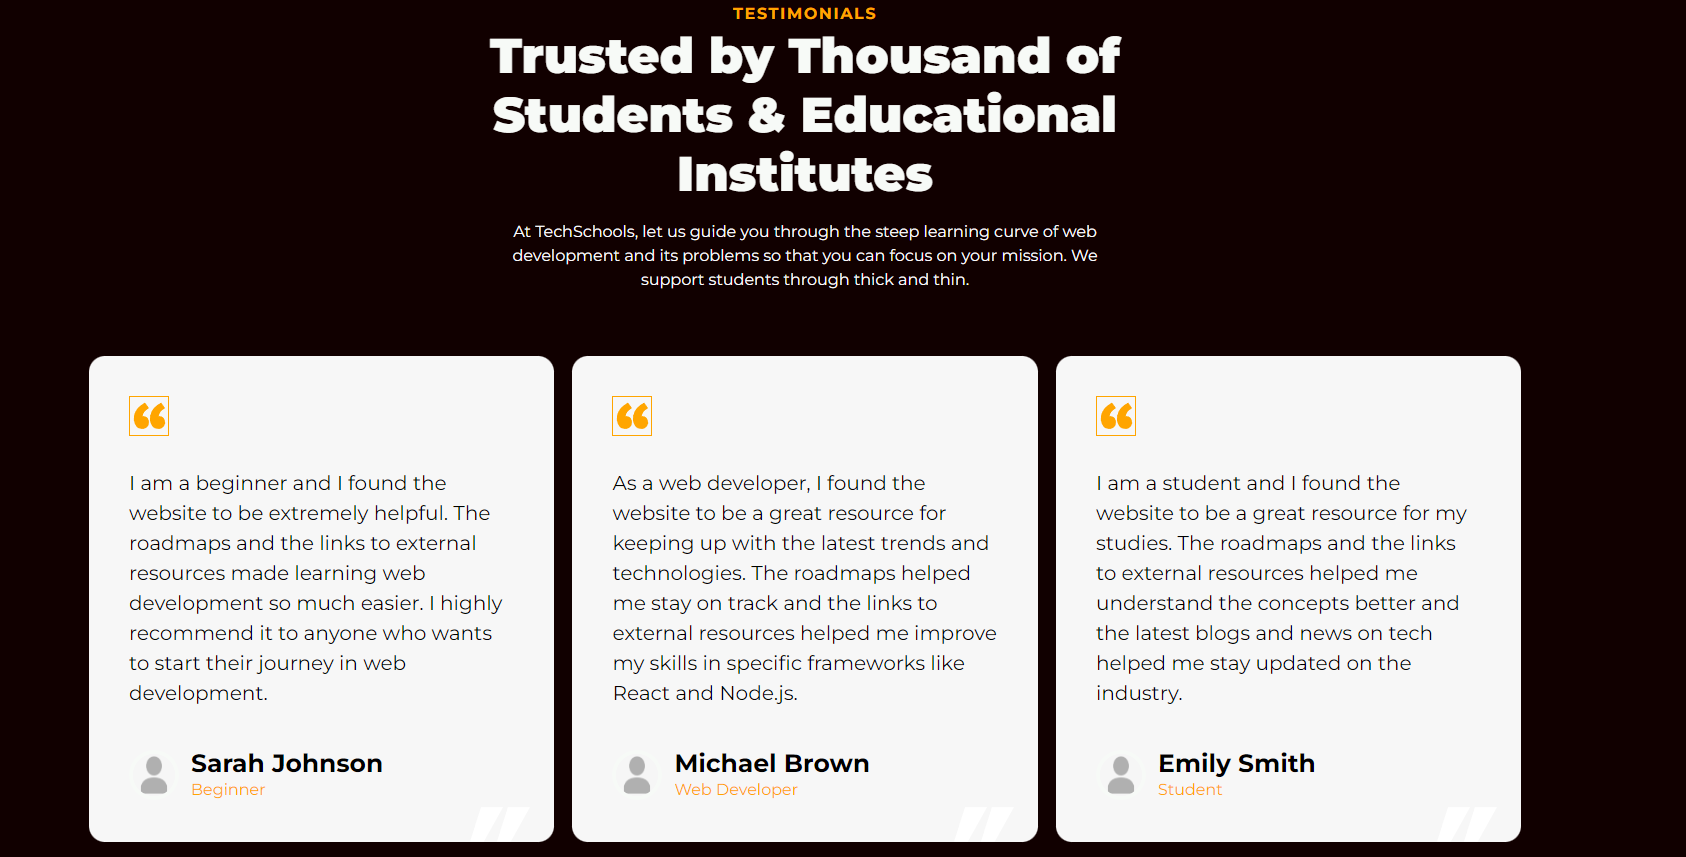 TESTIMONIALS
Trusted by Thousand of
Students & Educational
Institutes
At TechSchools, let us guide you through the steep learning curve of web
development and its problems so that you can focus on your mission. We
support students through thick and thin.
“
I am a beginner and I found the
website to be extremely helpful. The
roadmaps and the links to external
resources made learning web
development so much easier. I highly
recommend it to anyone who wants
to start their journey in web
development.
Sarah Johnson
Beginner
“
As a web developer, I found the
website to be a great resource for
keeping up with the latest trends and
technologies. The roadmaps helped
me stay on track and the links to
external resources helped me improve
my skills in specific frameworks like
React and Node.js.
Michael Brown
Web Developer
“
I am a student and I found the
website to be a great resource for my
studies. The roadmaps and the links
to external resources helped me
understand the concepts better and
the latest blogs and news on tech
helped me stay updated on the
industry.
Emily Smith
Student